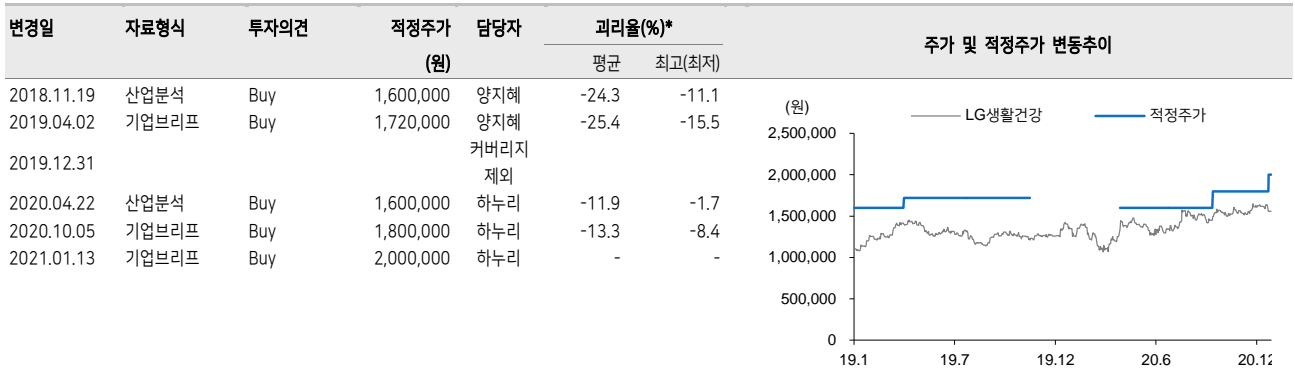 변경일 자료형식 투자의견 적정주가 담당자 괴리율(%)*
(원) 평균 최고(최저)
주가 및 적정주가 변동추이
2018.11.19 산업분석 Buy 1,600,000 양지혜 -24.3 -11.1
2019.04.02 기업브리프 Buy 1,720,000 양지혜 -25.4 -15.5
2019.12.31 커버리지
제외
2020.04.22 산업분석 Buy 1,600,000 하누리 -11.9 -1.7
2020.10.05 기업브리프 Buy 1,800,000 하누리 -13.3 -8.4
2021.01.13 기업브리프 Buy 2,000,000 하누리 - -
(원)
LG생활건강 적정주가
2,500,000
2,000,000
1,500,000
1,000,000
500,000
0
19.1 19.7 19.12 20.6 20.12